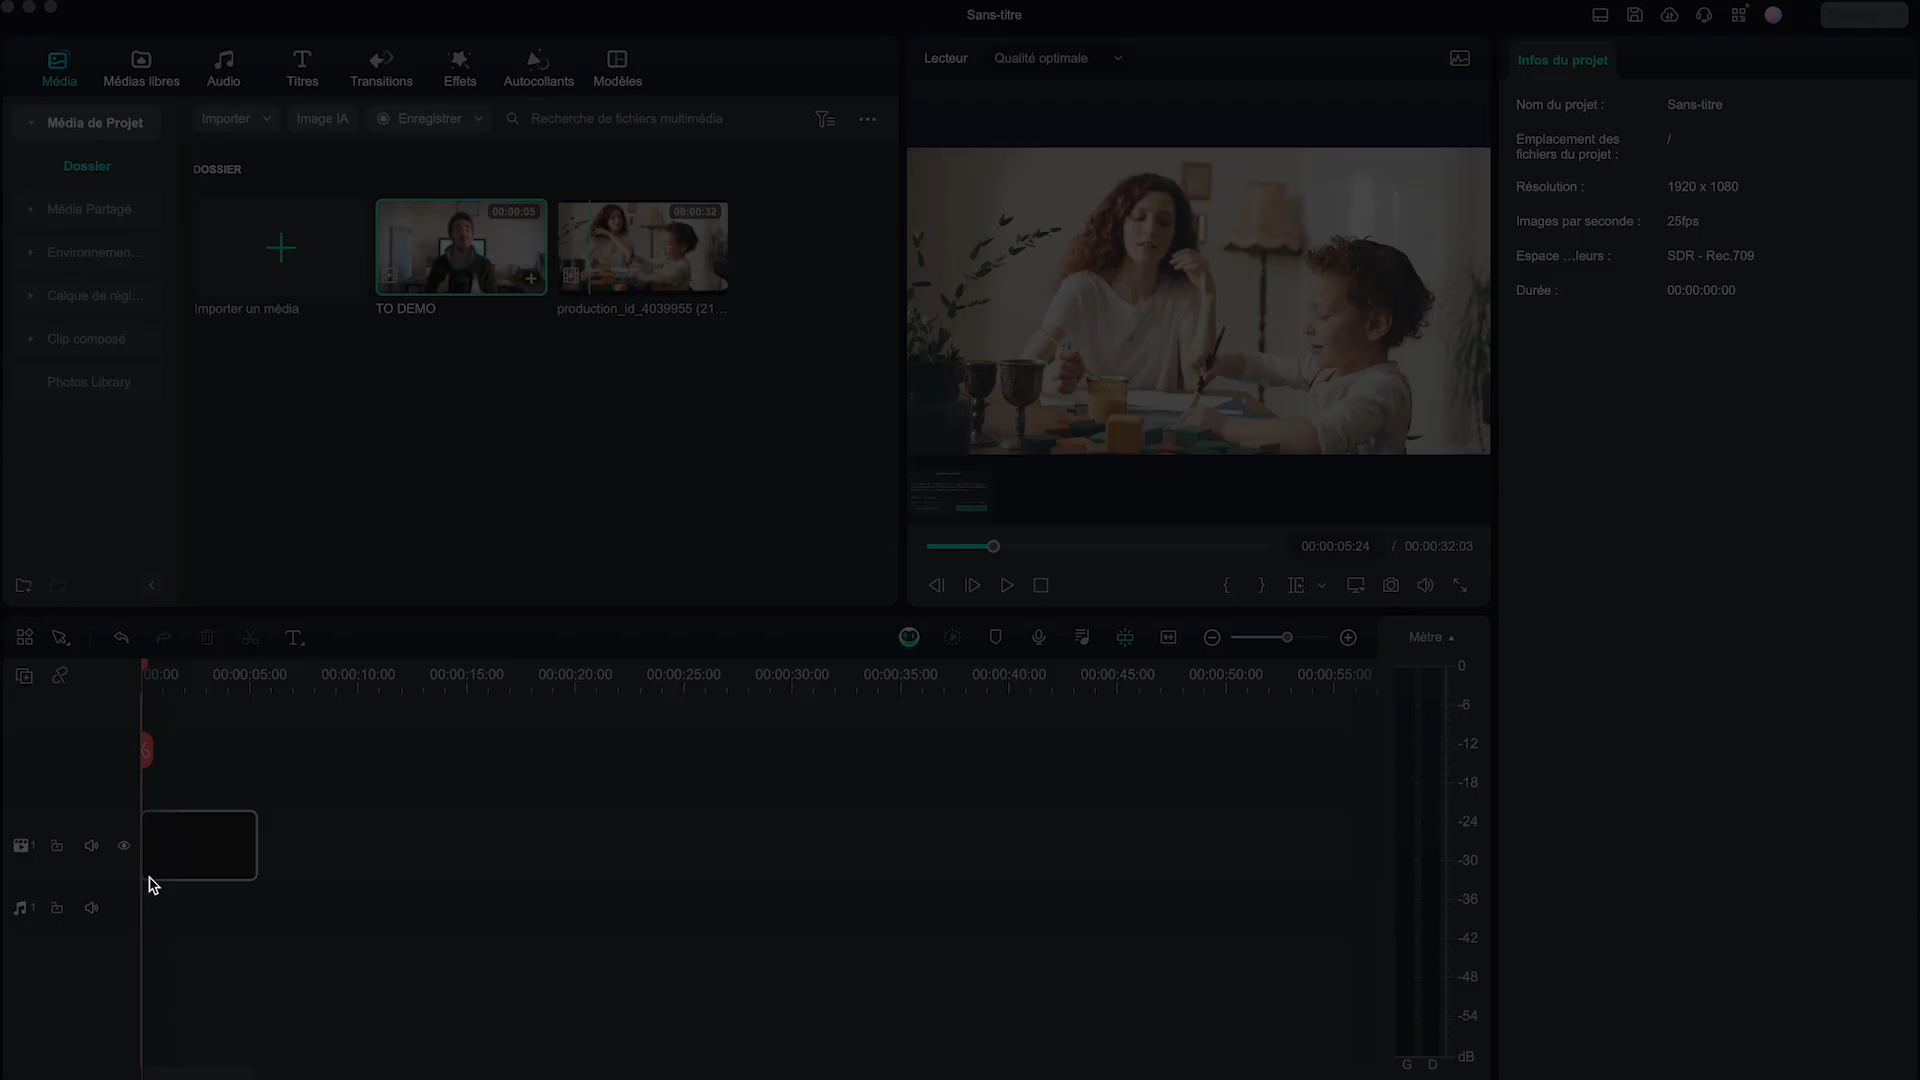 Sans-titre
Média
Médias libres
Audio
Titres
Transitions
Effets
Autocollants
Modèles
Média de Projet
Importer
Image IA
Enregistrer
Recherche de fichiers multimédia
Dossier
Média Partagé
Environnemen...
Calque de régl...
Clip composé
Photos Library
DOSSIER
00:00:05
00:00:32
Importer un média
TO DEMO
production_id_4039955 (21...
Lecteur
Qualité optimale
00:00:05:24 / 00:00:32:03
Infos du projet
Nom du projet : Sans-titre
Emplacement des fichiers du projet : /
Résolution : 1920 x 1080
Images par seconde : 25fps
Espace ...leurs : SDR - Rec.709
Durée : 00:00:00:00
Mètre
00:00 00:00:05:00 00:00:10:00 00:00:15:00 00:00:20:00 00:00:25:00 00:00:30:00 00:00:35:00 00:00:40:00 00:00:45:00 00:00:50:00 00:00:55:00
1
1
0
-6
-12
-18
-24
-30
-36
-42
-48
-54
dB
G D